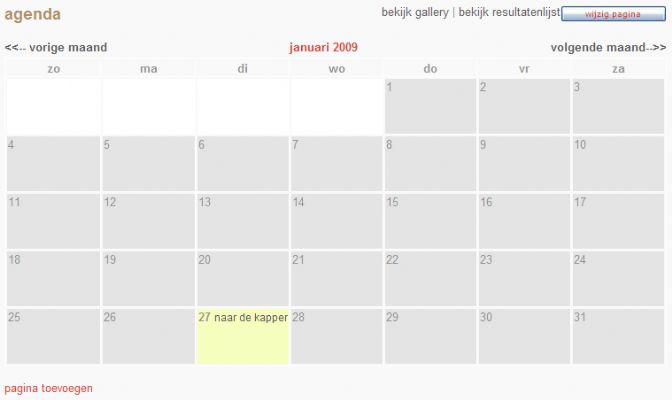 agenda
bekijk gallery | bekijk resultatenlijst wijzig pagina
<<-- vorige maand januari 2009 volgende maand-->>
zo ma di wo do vr za
1 2 3
4 5 6 7 8 9 10
11 12 13 14 15 16 17
18 19 20 21 22 23 24
25 26 27 naar de kapper 28 29 30 31
pagina toevoegen